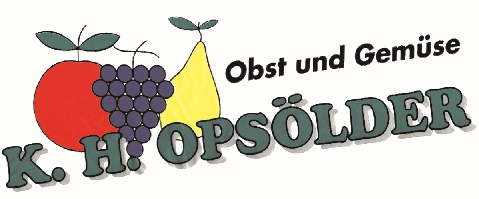 Obst und Gemüse
K. H. OPSÖLDER